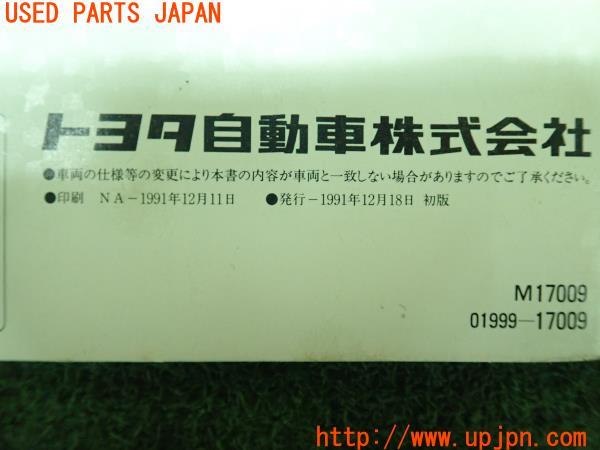 USED PARTS JAPAN
トヨタ自動車株式会社
●車両の仕様等の変更により本書の内容が車両と一致しない場合がありますのでご了承ください。
●印刷 NA-1991年12月11日 ●発行-1991年12月18日 初版
M17009
01999-17009
http://www.upjpn.com/